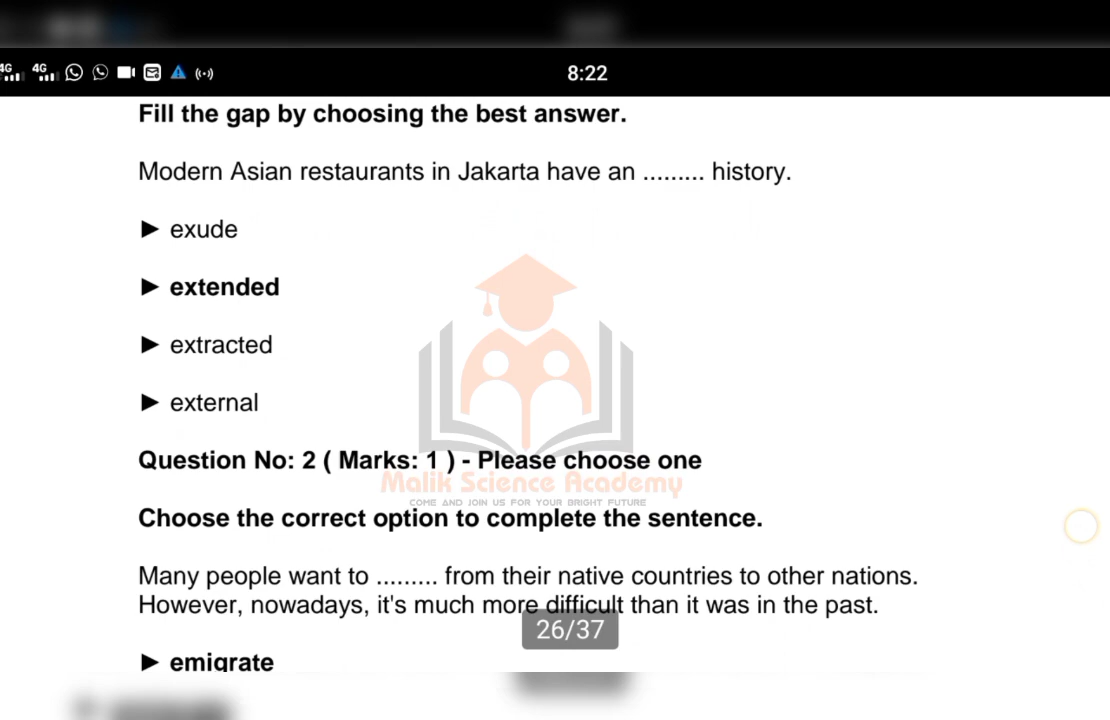 4G 4G 8:22
Fill the gap by choosing the best answer.
Modern Asian restaurants in Jakarta have an ......... history.
► exude
► extended
► extracted
► external
Question No: 2 ( Marks: 1 ) - Please choose one
Malik Science Academy
COME AND JOIN US FOR YOUR BRIGHT FUTURE
Choose the correct option to complete the sentence.
Many people want to ......... from their native countries to other nations.
However, nowadays, it's much more difficult than it was in the past.
26/37
► emigrate